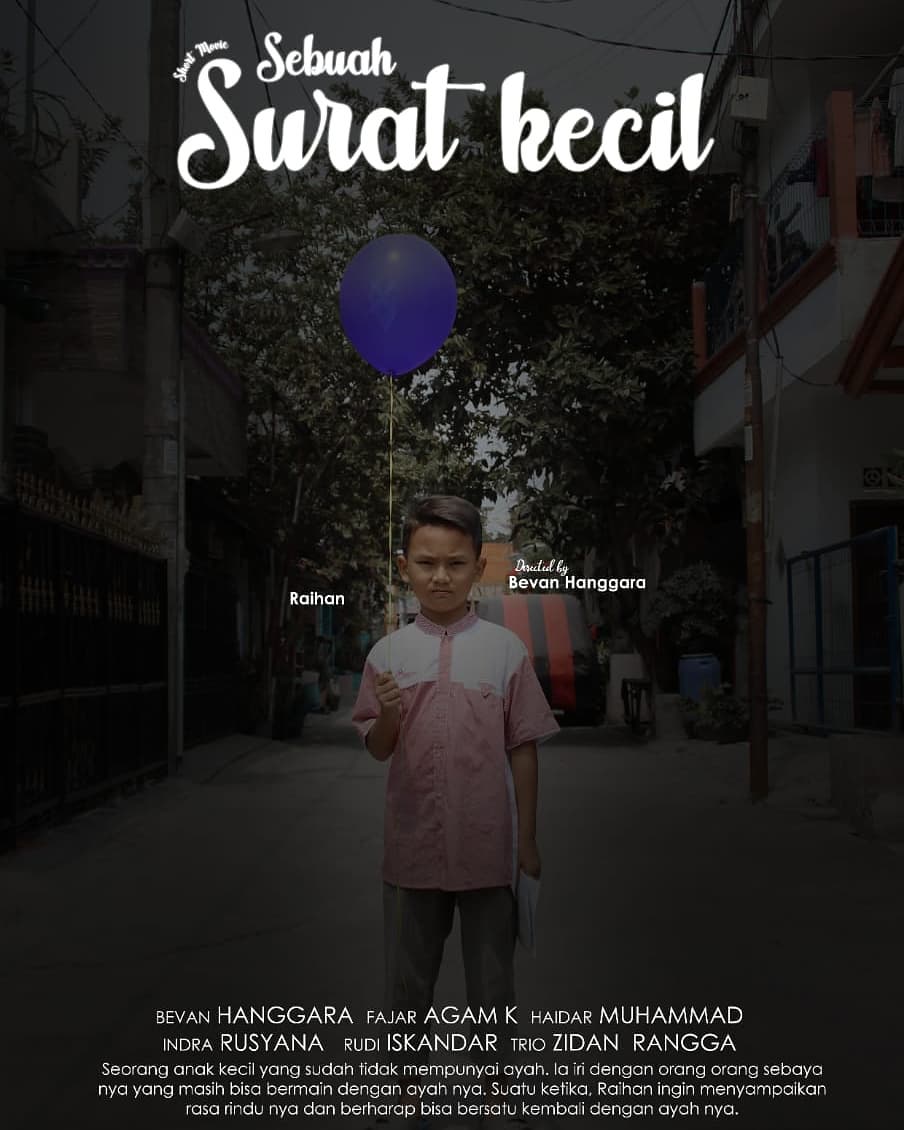 Short Movie
Sebuah
Surat kecil
Directed by
Bevan Hanggara
Raihan
BEVAN HANGGARA FAJAR AGAM K HAIDAR MUHAMMAD
INDRA RUSYANA RUDI ISKANDAR TRIO ZIDAN RANGGA
Seorang anak kecil yang sudah tidak mempunyai ayah. Ia iri dengan orang orang sebaya
nya yang masih bisa bermain dengan ayah nya. Suatu ketika, Raihan ingin menyampaikan
rasa rindu nya dan berharap bisa bersatu kembali dengan ayah nya.